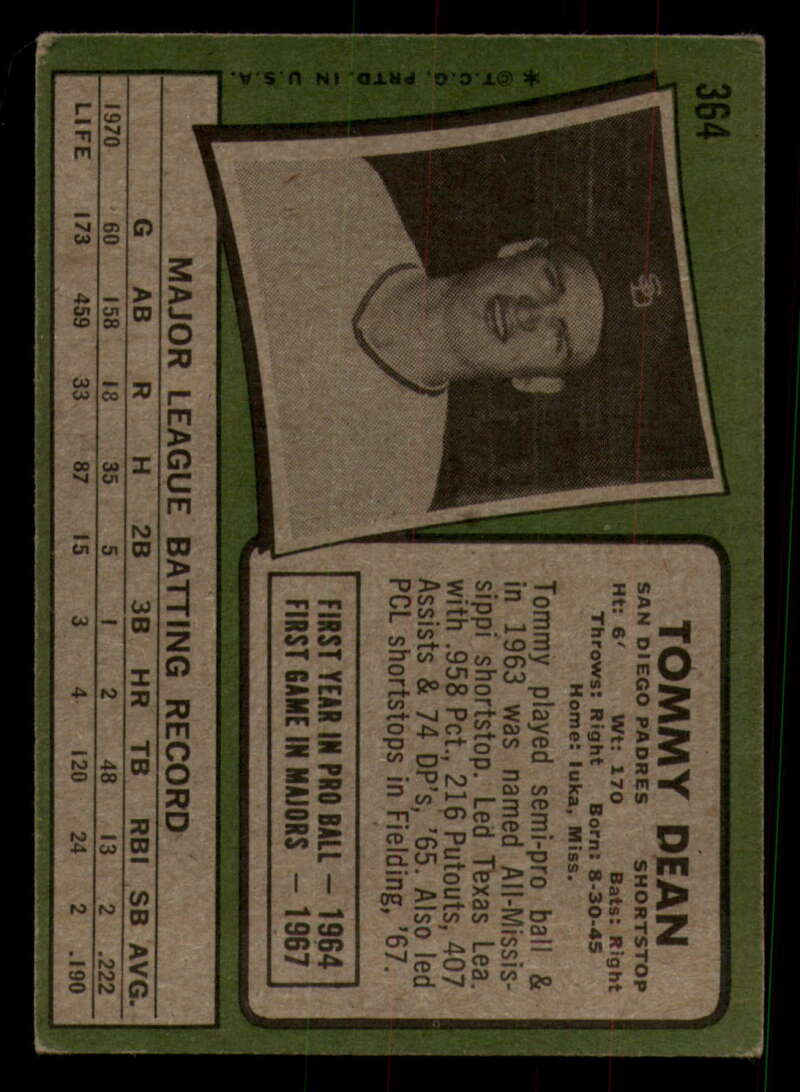 364
* ©T.C.G. PRTD. IN U.S.A.
SD
TOMMY DEAN
SAN DIEGO PADRES SHORTSTOP
Ht: 6' Wt: 170 Bats: Right
Throws: Right Born: 8-30-45
Home: Iuka, Miss.
Tommy played semi-pro ball &
in 1963 was named All-Missis-
sippi shortstop. Led Texas Lea.
with .958 Pct., 216 Putouts, 407
Assists & 74 DP's, '65. Also led
PCL shortstops in Fielding, '67.
FIRST YEAR IN PRO BALL — 1964
FIRST GAME IN MAJORS — 1967
MAJOR LEAGUE BATTING RECORD
G AB R H 2B 3B HR TB RBI SB AVG.
1970 60 158 18 35 5 1 2 48 13 2 .222
LIFE 173 459 33 87 15 3 4 120 24 2 .190